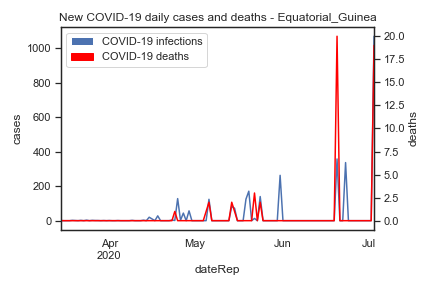 New COVID-19 daily cases and deaths - Equatorial_Guinea
COVID-19 infections
COVID-19 deaths
1000
800
600
400
200
0
cases
20.0
17.5
15.0
12.5
10.0
7.5
5.0
2.5
0.0
deaths
Apr
2020
May
Jun
Jul
dateRep